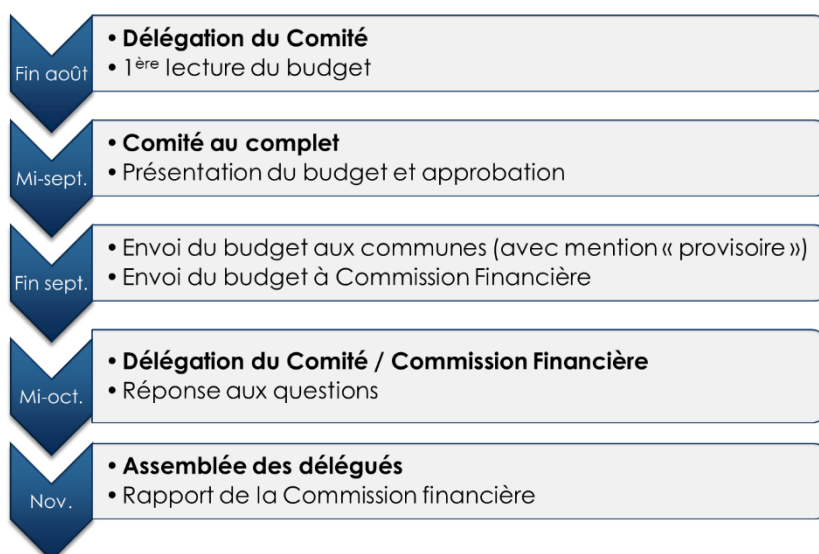 Fin août
• Délégation du Comité
• 1ère lecture du budget
Mi-sept.
• Comité au complet
• Présentation du budget et approbation
Fin sept.
• Envoi du budget aux communes (avec mention « provisoire »)
• Envoi du budget à Commission Financière
Mi-oct.
• Délégation du Comité / Commission Financière
• Réponse aux questions
Nov.
• Assemblée des délégués
• Rapport de la Commission financière